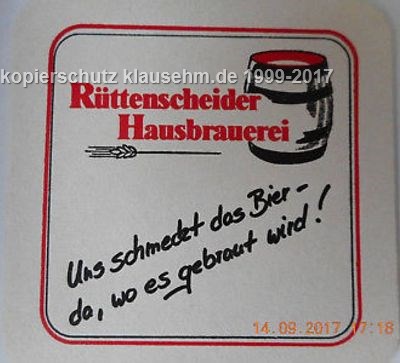 kopierschutz klausehm.de 1999-2017
Rüttenscheider
Hausbrauerei
Uns schmeckt das Bier -
da, wo es gebraut wird!
14.09.2017 17:18